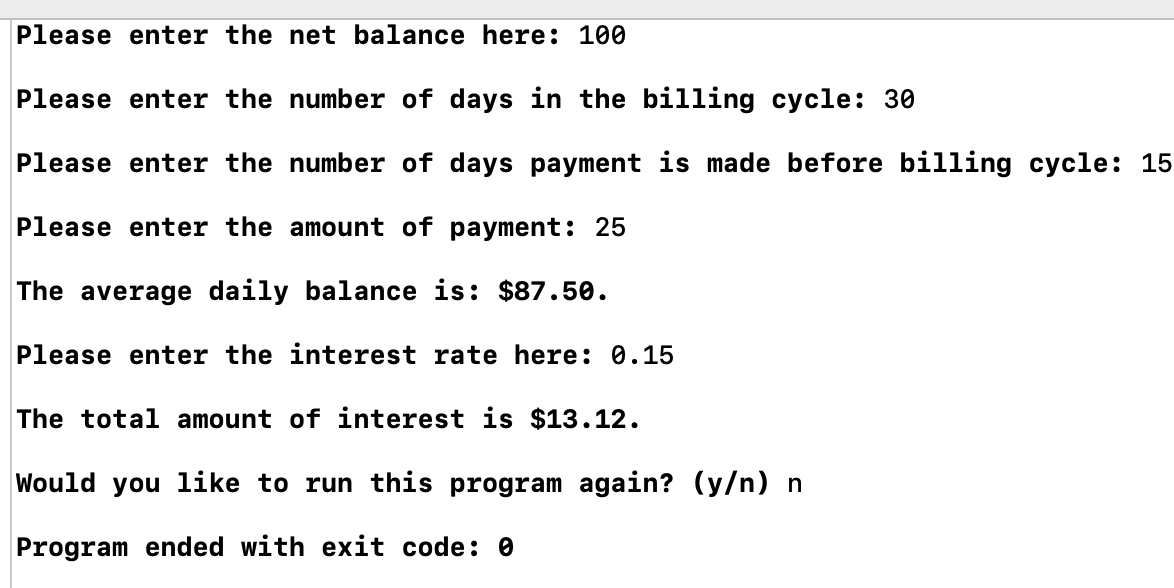 Please enter the net balance here: 100
Please enter the number of days in the billing cycle: 30
Please enter the number of days payment is made before billing cycle: 15
Please enter the amount of payment: 25
The average daily balance is: $87.50.
Please enter the interest rate here: 0.15
The total amount of interest is $13.12.
Would you like to run this program again? (y/n) n
Program ended with exit code: 0